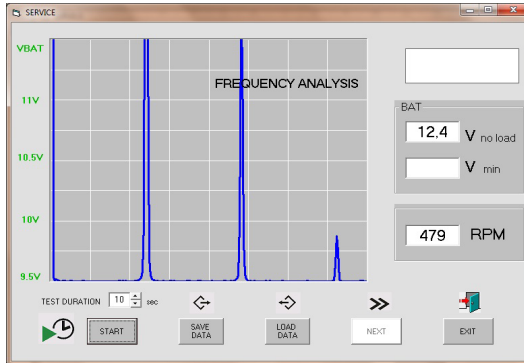 SERVICE
VBAT
11V
10.5V
10V
9.5V
FREQUENCY ANALYSIS
BAT
12.4 V no load
V min
479 RPM
TEST DURATION 10 sec
START
SAVE DATA
LOAD DATA
NEXT
EXIT